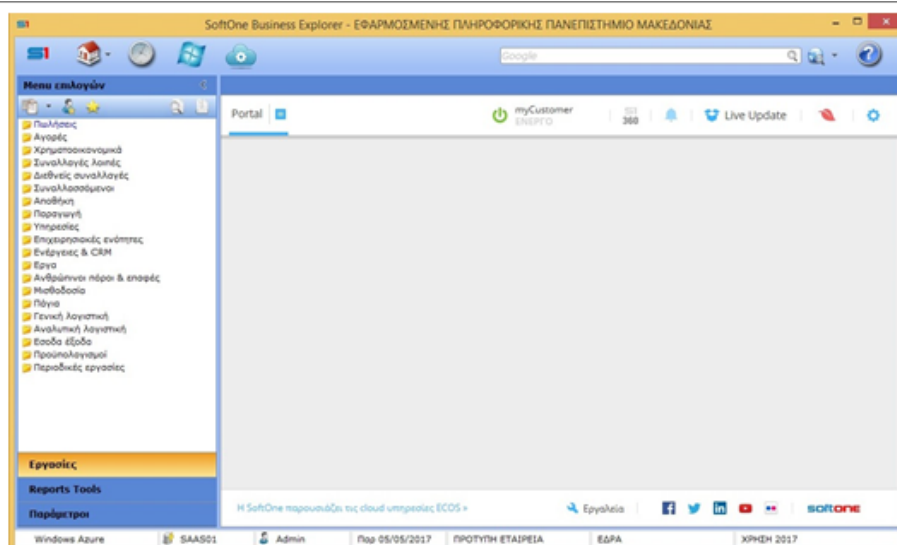 S1
SoftOne Business Explorer - ΕΦΑΡΜΟΣΜΕΝΗΣ ΠΛΗΡΟΦΟΡΙΚΗΣ ΠΑΝΕΠΙΣΤΗΜΙΟ ΜΑΚΕΔΟΝΙΑΣ
S1
Google
Menu επιλογών
Portal
myCustomer
ΕΝΕΡΓΟ
360
Live Update
Πωλήσεις
Αγορές
Χρηματοοικονομικά
Συναλλαγές λοιπές
Διεθνείς συναλλαγές
Συναλλασσόμενοι
Αποθήκη
Παραγωγή
Υπηρεσίες
Επιχειρησιακές ενότητες
Ενέργειες & CRM
Εργα
Ανθρώπινοι πόροι & επαφές
Μισθοδοσία
Πάγια
Γενική λογιστική
Αναλυτική λογιστική
Εσοδα έξοδα
Προϋπολογισμοί
Περιοδικές εργασίες
Εργασίες
Reports Tools
Παράμετροι
Η SoftOne παρουσιάζει τις cloud υπηρεσίες ECOS »
Εργαλεία
softone
Windows Azure SAAS01 Admin Παρ 05/05/2017 ΠΡΟΤΥΠΗ ΕΤΑΙΡΕΙΑ ΕΔΡΑ ΧΡΗΣΗ 2017